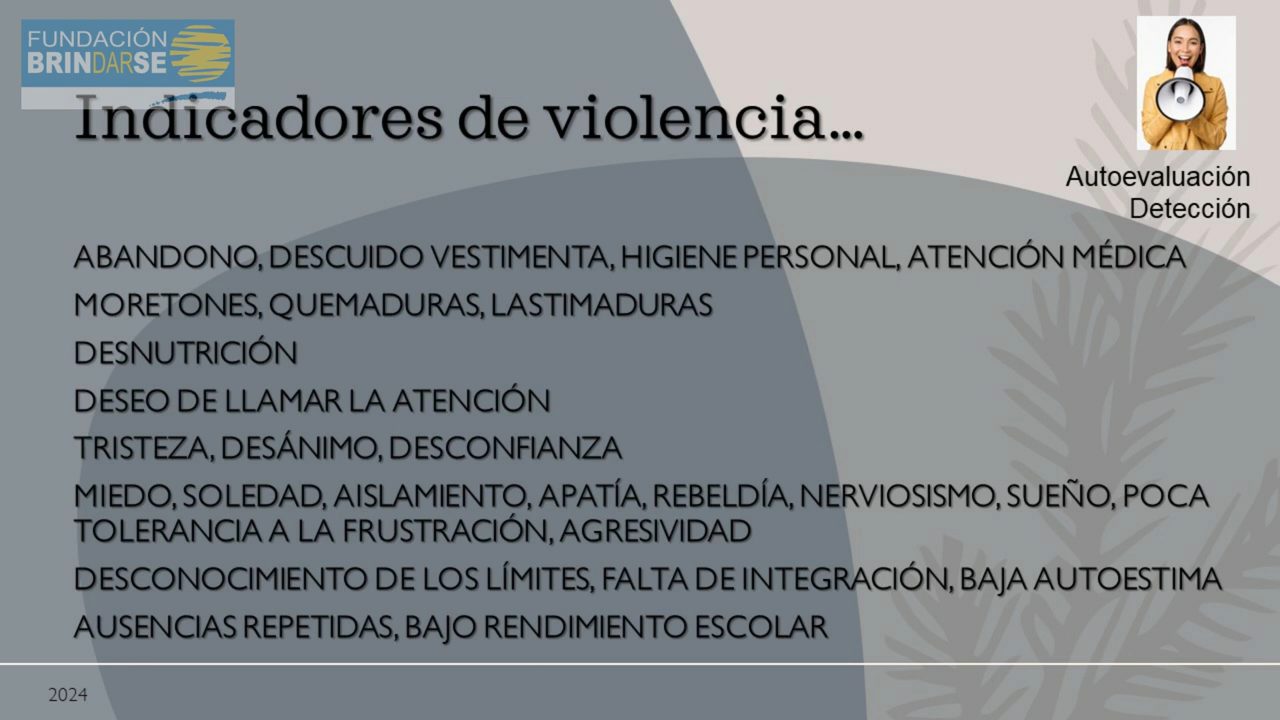 FUNDACIÓN
BRINDARSE
Indicadores de violencia...
Autoevaluación
Detección
ABANDONO, DESCUIDO VESTIMENTA, HIGIENE PERSONAL, ATENCIÓN MÉDICA
MORETONES, QUEMADURAS, LASTIMADURAS
DESNUTRICIÓN
DESEO DE LLAMAR LA ATENCIÓN
TRISTEZA, DESÁNIMO, DESCONFIANZA
MIEDO, SOLEDAD, AISLAMIENTO, APATÍA, REBELDÍA, NERVIOSISMO, SUEÑO, POCA
TOLERANCIA A LA FRUSTRACIÓN, AGRESIVIDAD
DESCONOCIMIENTO DE LOS LÍMITES, FALTA DE INTEGRACIÓN, BAJA AUTOESTIMA
AUSENCIAS REPETIDAS, BAJO RENDIMIENTO ESCOLAR
2024